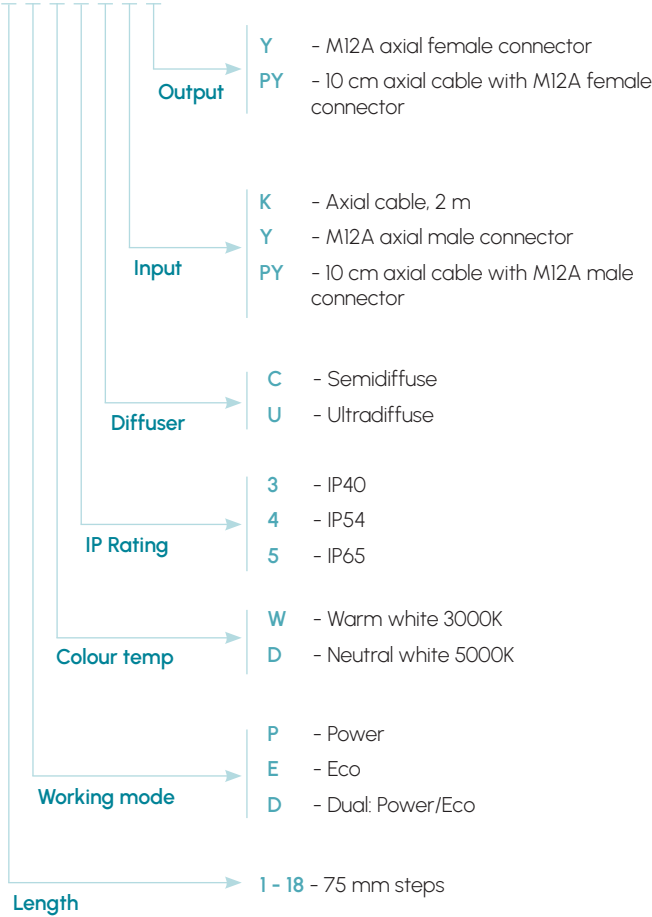 Output
Y - M12A axial female connector
PY - 10 cm axial cable with M12A female
connector
Input
K - Axial cable, 2 m
Y - M12A axial male connector
PY - 10 cm axial cable with M12A male
connector
Diffuser
C - Semidiffuse
U - Ultradiffuse
IP Rating
3 - IP40
4 - IP54
5 - IP65
Colour temp
W - Warm white 3000K
D - Neutral white 5000K
Working mode
P - Power
E - Eco
D - Dual: Power/Eco
Length
1 - 18 - 75 mm steps